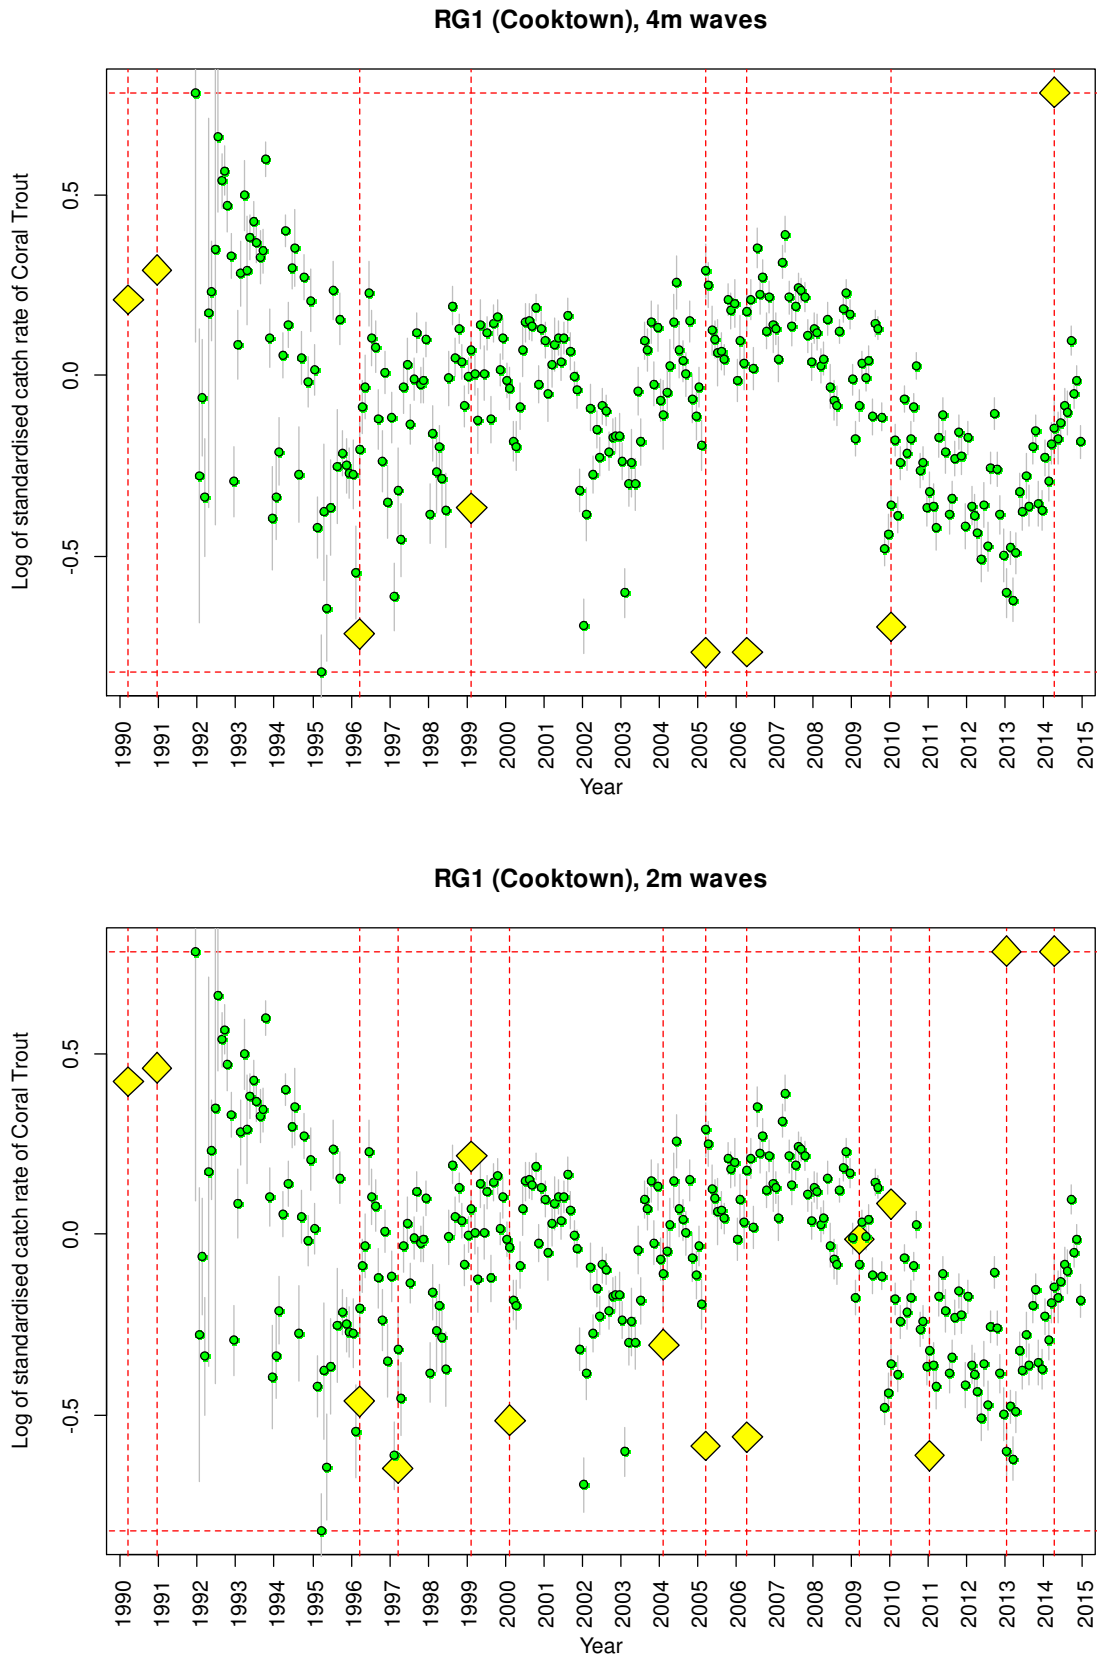 RG1 (Cooktown), 4m waves
Log of standardised catch rate of Coral Trout
0.5
0.0
-0.5
1990 1991 1992 1993 1994 1995 1996 1997 1998 1999 2000 2001 2002 2003 2004 2005 2006 2007 2008 2009 2010 2011 2012 2013 2014 2015
Year
RG1 (Cooktown), 2m waves
Log of standardised catch rate of Coral Trout
0.5
0.0
-0.5
1990 1991 1992 1993 1994 1995 1996 1997 1998 1999 2000 2001 2002 2003 2004 2005 2006 2007 2008 2009 2010 2011 2012 2013 2014 2015
Year